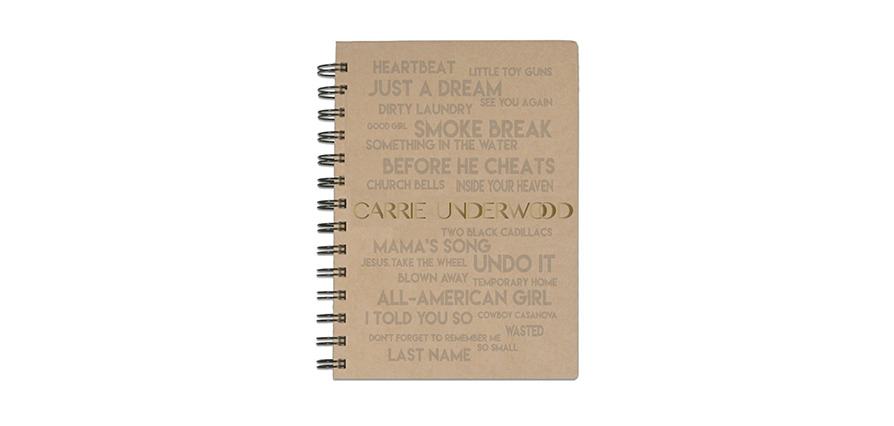 HEARTBEAT
LITTLE TOY GUNS
JUST A DREAM
SEE YOU AGAIN
DIRTY LAUNDRY
GOOD GIRL
SMOKE BREAK
SOMETHING IN THE WATER
BEFORE HE CHEATS
CHURCH BELLS
INSIDE YOUR HEAVEN
CARRIE UNDERWOOD
TWO BLACK CADILLACS
MAMA'S SONG
JESUS, TAKE THE WHEEL
UNDO IT
BLOWN AWAY
TEMPORARY HOME
ALL-AMERICAN GIRL
I TOLD YOU SO
COWBOY CASANOVA
WASTED
DON'T FORGET TO REMEMBER ME
SO SMALL
LAST NAME